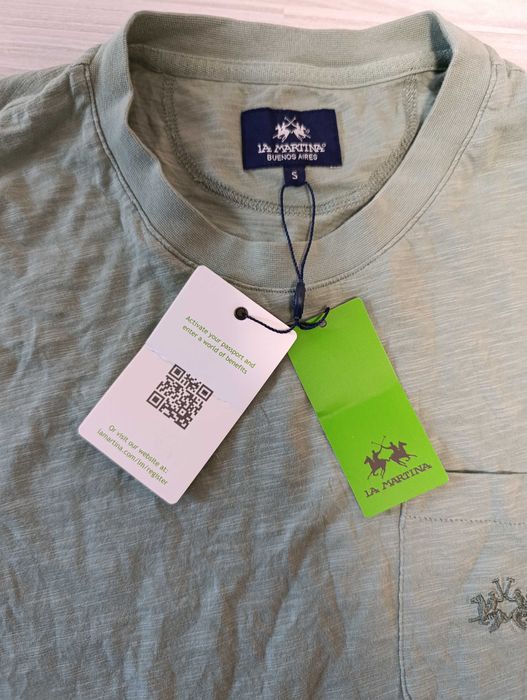 LA MARTINA
BUENOS AIRES
S
Activate your passport and
enter a world of benefits
Or visit our website at:
lamartina.com/lm/register
LA MARTINA